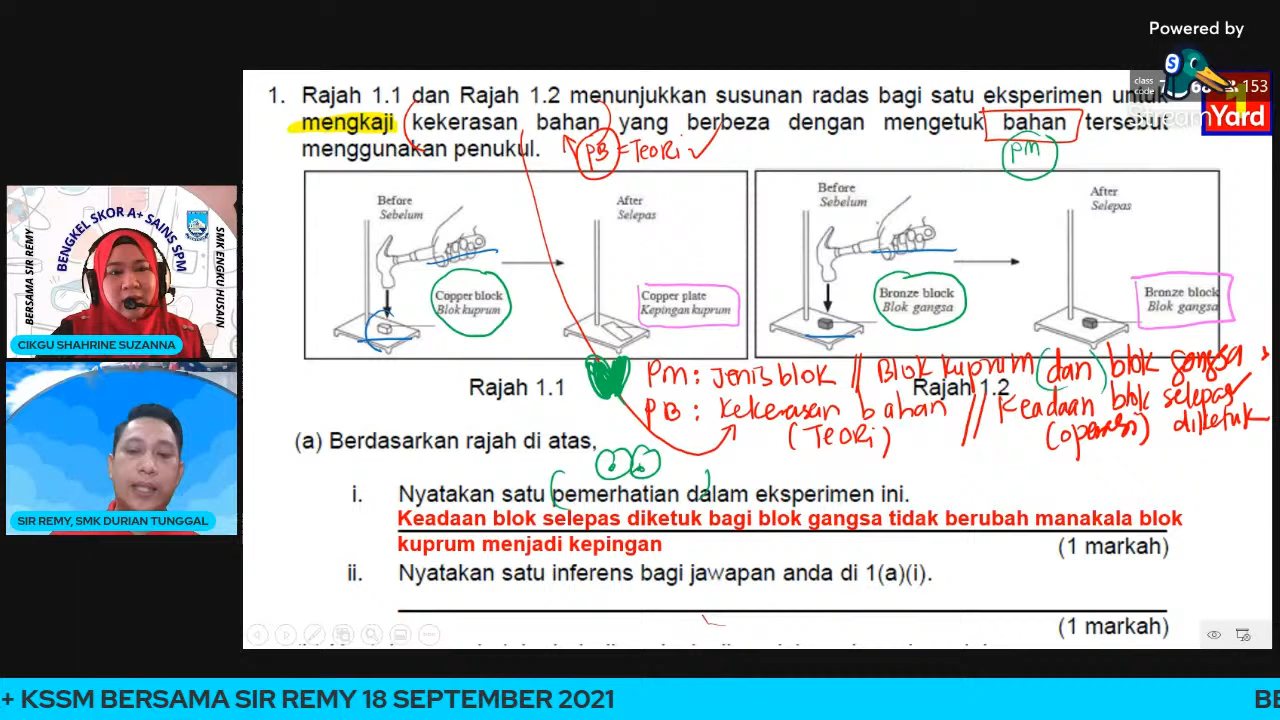 Powered by
class
code
153
StreamYard
1. Rajah 1.1 dan Rajah 1.2 menunjukkan susunan radas bagi satu eksperimen untuk
mengkaji kekerasan bahan yang berbeza dengan mengetuk bahan tersebut
menggunakan penukul.
PB = TEORi
PM
Before
Sebelum
After
Selepas
Copper block
Blok kuprum
Copper plate
Kepingan kuprum
Before
Sebelum
After
Selepas
Bronze block
Blok gangsa
Bronze block
Blok gangsa
Rajah 1.1
Rajah 1.2
PM: Jenis blok // Blok kuprum dan blok gangsa
PB: kekerasan bahan // keadaan blok selepas
(TEORi) (operasi) diketuk
(a) Berdasarkan rajah di atas,
i. Nyatakan satu pemerhatian dalam eksperimen ini.
Keadaan blok selepas diketuk bagi blok gangsa tidak berubah manakala blok
kuprum menjadi kepingan
(1 markah)
ii. Nyatakan satu inferens bagi jawapan anda di 1(a)(i).
(1 markah)
BENGKEL SKOR A+ SAINS SPM
BERSAMA SIR REMY
SMK ENGKU HUSAIN
CIKGU SHAHRINE SUZANNA
SIR REMY, SMK DURIAN TUNGGAL
+ KSSM BERSAMA SIR REMY 18 SEPTEMBER 2021
BE